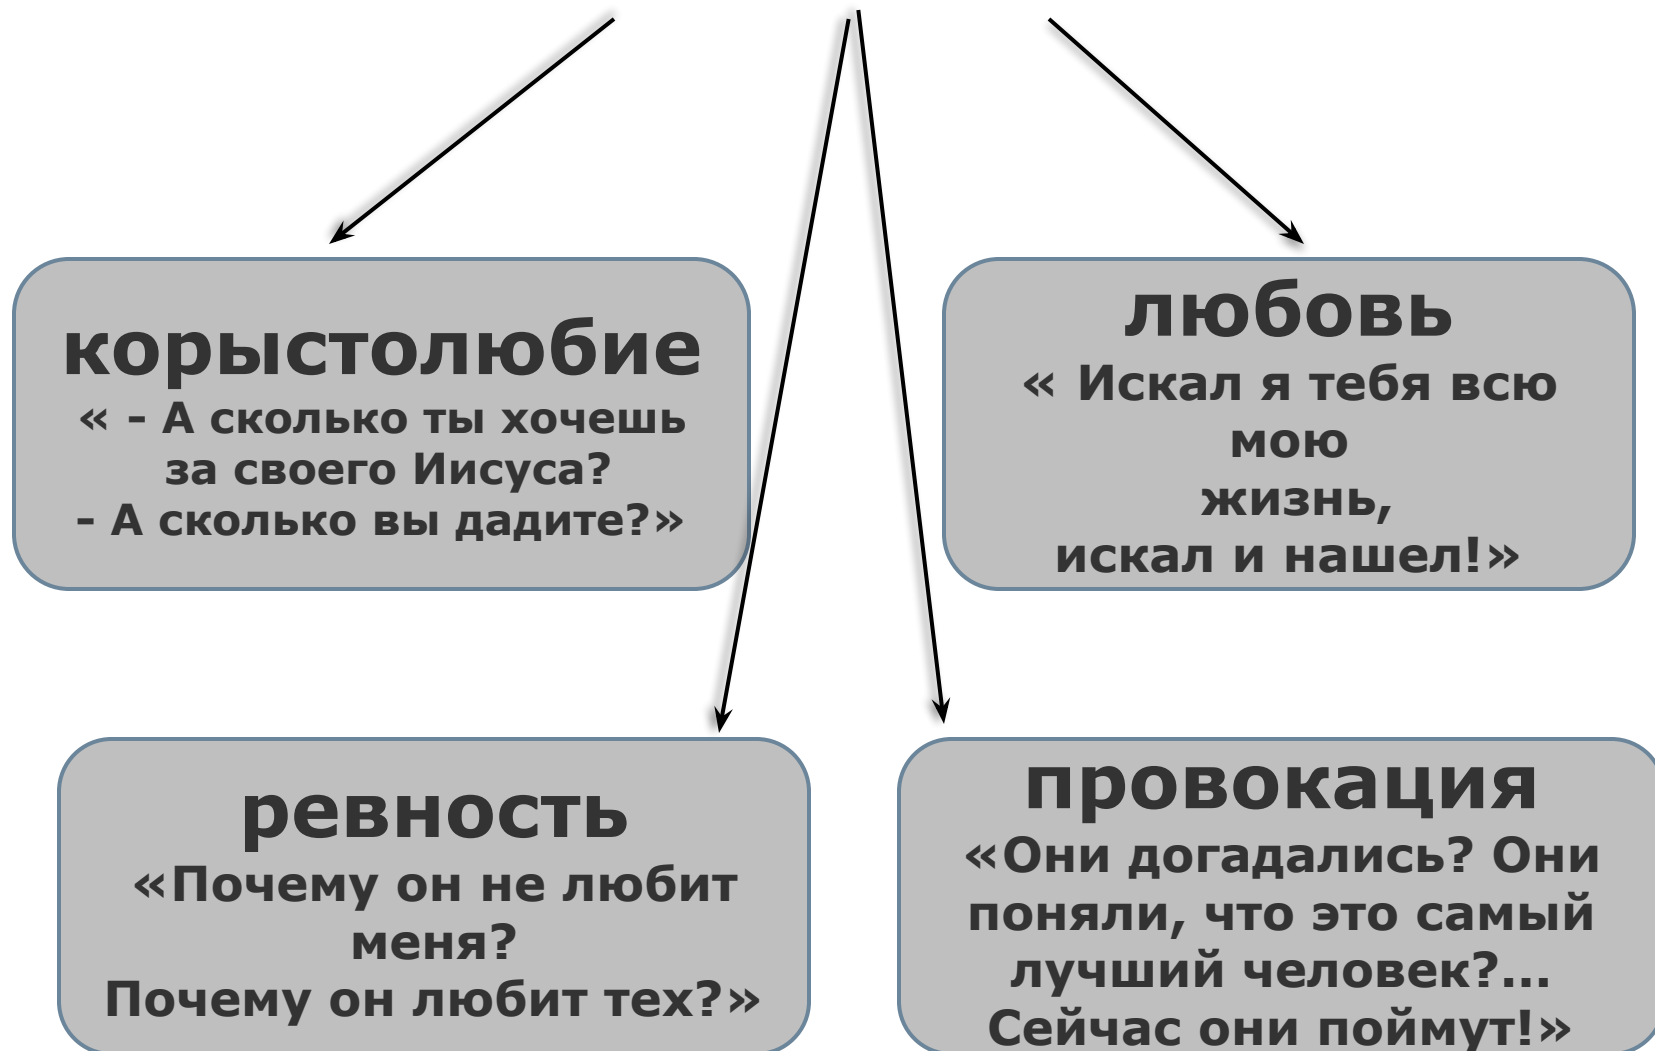 корыстолюбие
« - А сколько ты хочешь
за своего Иисуса?
- А сколько вы дадите?»
любовь
« Искал я тебя всю
мою
жизнь,
искал и нашел!»
ревность
«Почему он не любит
меня?
Почему он любит тех?»
провокация
«Они догадались? Они
поняли, что это самый
лучший человек?...
Сейчас они поймут!»